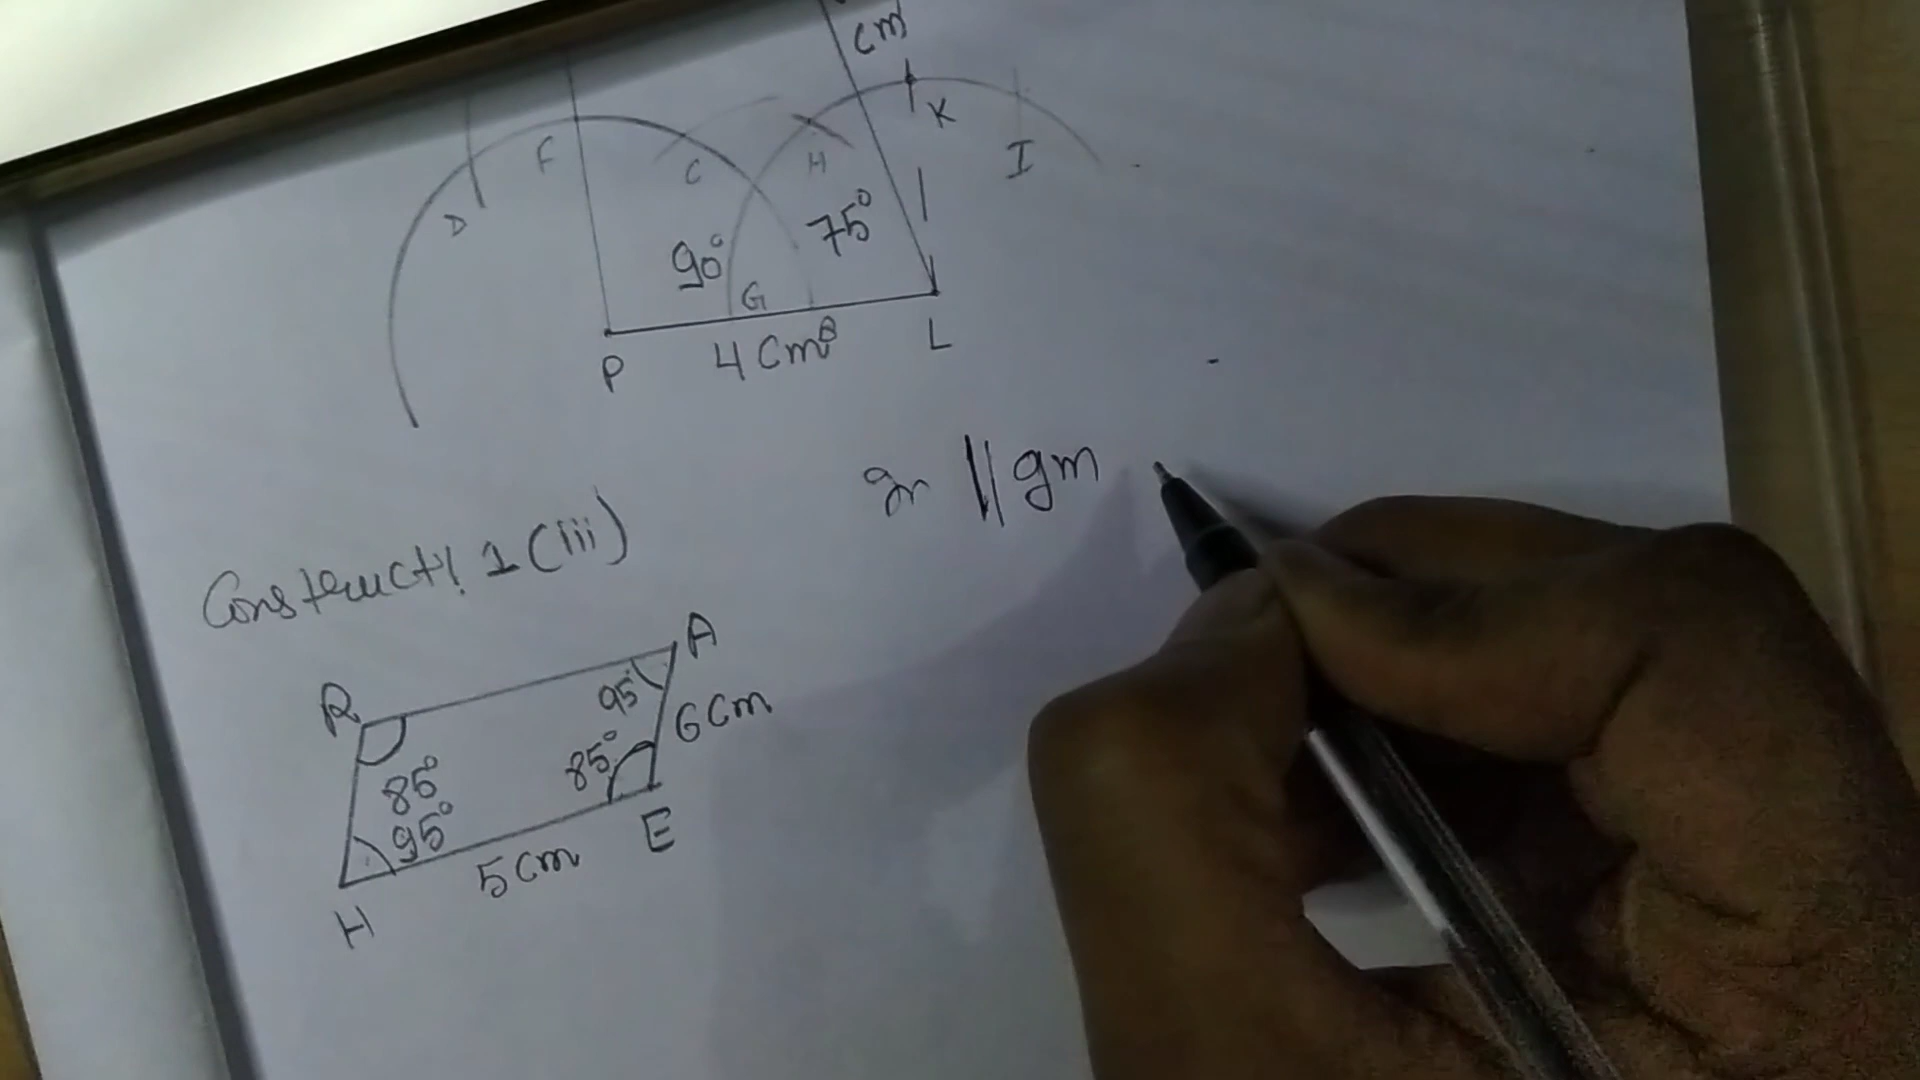 cm
K
F
C
H
I
D
90°
75°
G
P
4 cm
B
L
In || gm
Construct! 1 (iii)
R
A
95°
6 cm
85°
85°
95°
5 cm
E
H